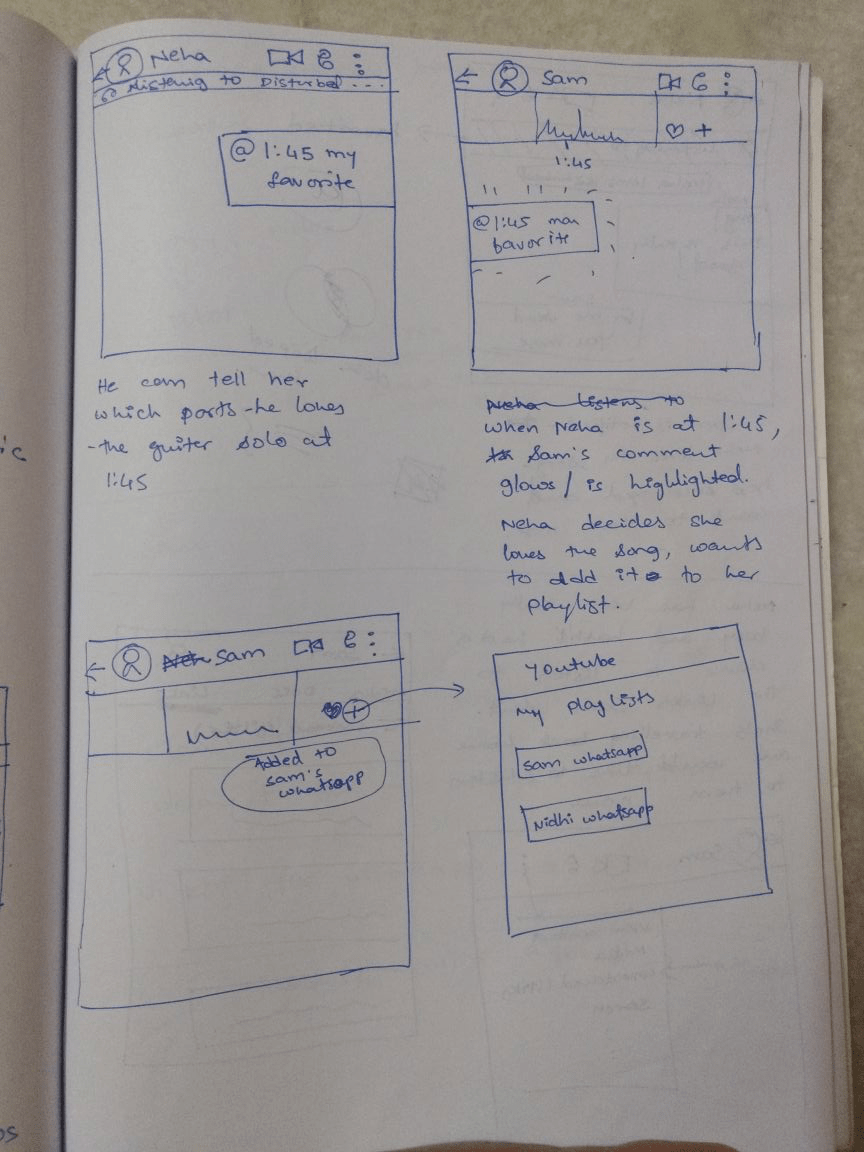 Neha
Listenig to Disturbed ...
@ 1:45 my
favorite
He can tell her
which parts he loves
the guiter solo at
1:45
Sam
1:45
@1:45 man
favorite
Neha listens to
when Neha is at 1:45,
Sam's comment
glows / is highlighted.
Neha decides she
loves the song, wants
to add it to her
playlist.
Sam
Added to
Sam's
whatsapp
Youtube
My playlists
Sam whatsapp
Nidhi whatsapp
ic
os